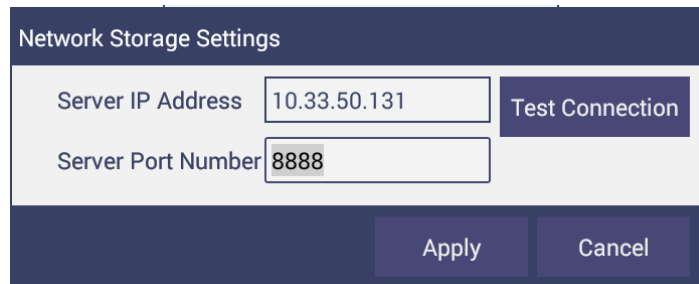 Network Storage Settings
Server IP Address 10.33.50.131 Test Connection
Server Port Number 8888
Apply Cancel